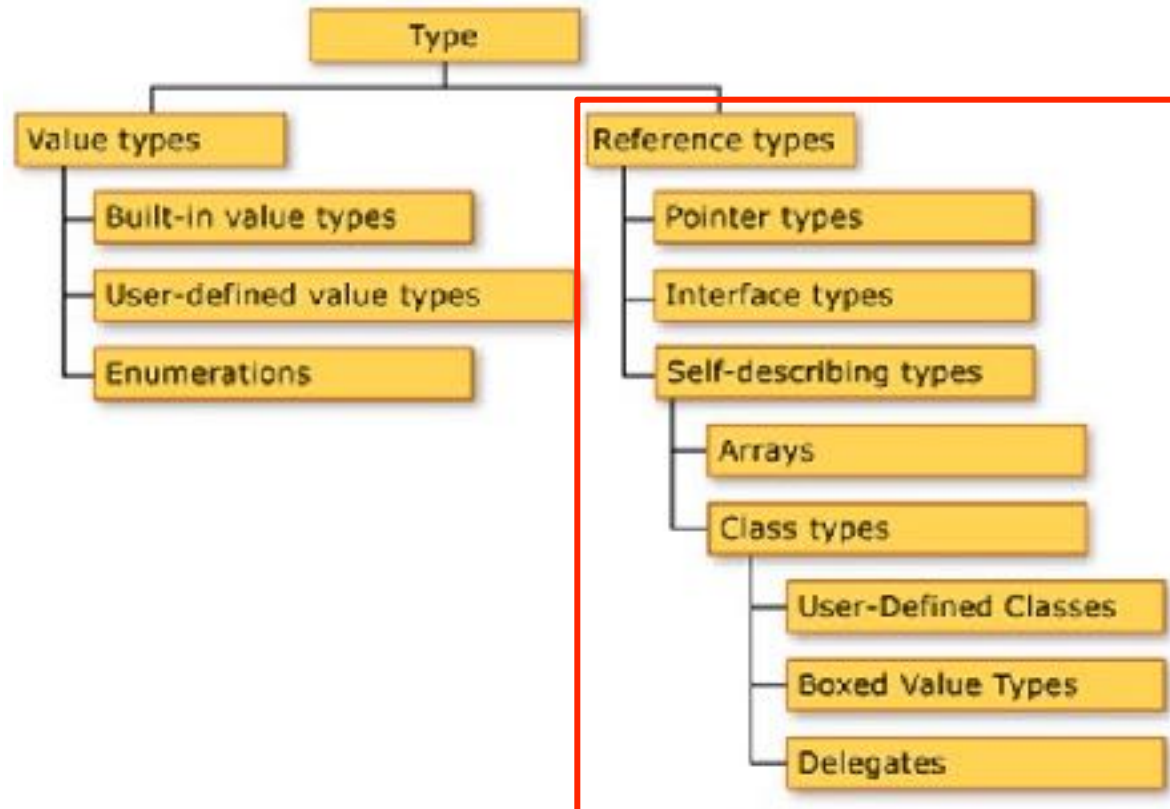 Type
Value types
Built-in value types
User-defined value types
Enumerations
Reference types
Pointer types
Interface types
Self-describing types
Arrays
Class types
User-Defined Classes
Boxed Value Types
Delegates